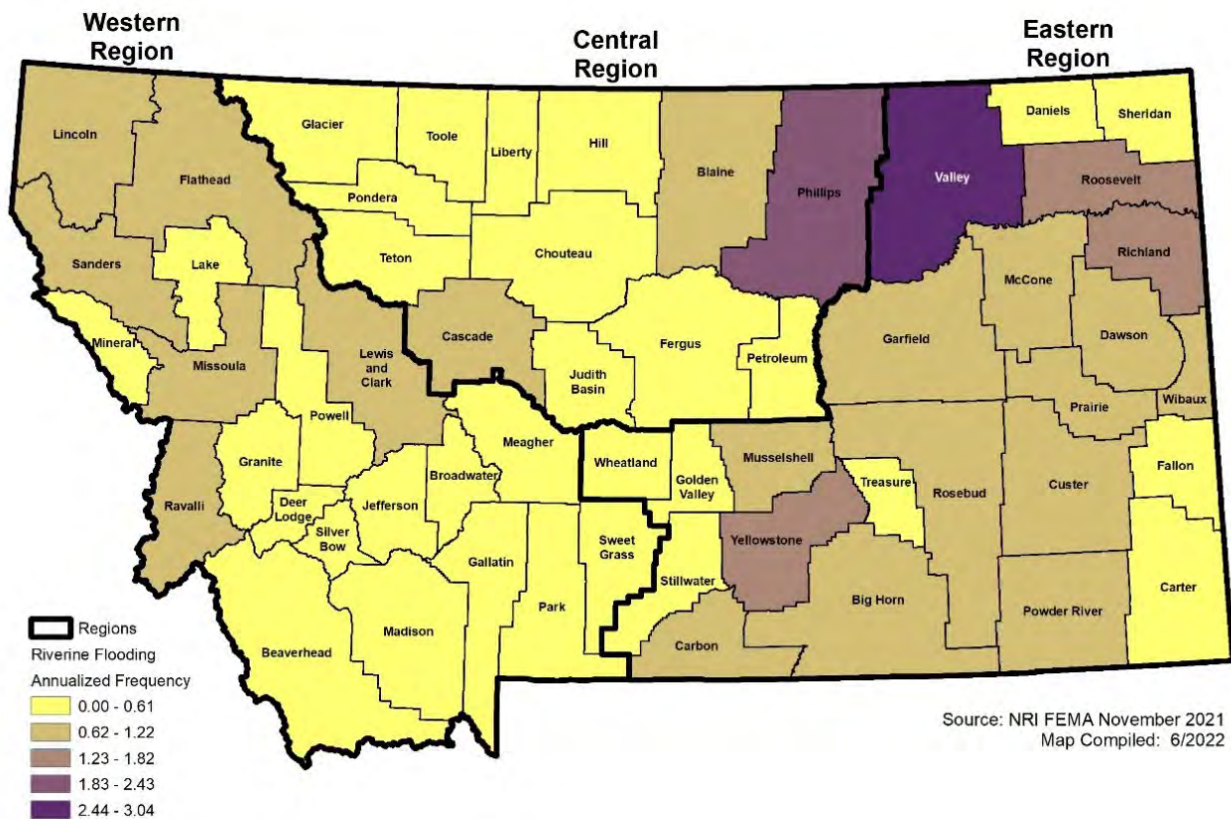 Western
Region
Central
Region
Eastern
Region
Lincoln
Flathead
Glacier
Toole
Liberty
Hill
Blaine
Phillips
Valley
Daniels
Sheridan
Roosevelt
Pondera
Teton
Chouteau
Richland
Sanders
Lake
McCone
Dawson
Mineral
Missoula
Lewis
and
Clark
Cascade
Judith
Basin
Fergus
Petroleum
Garfield
Prairie
Wibaux
Powell
Ravalli
Granite
Deer
Lodge
Silver
Bow
Jefferson
Broadwater
Meagher
Wheatland
Golden
Valley
Musselshell
Treasure
Rosebud
Custer
Fallon
Gallatin
Park
Sweet
Grass
Stillwater
Yellowstone
Big Horn
Powder River
Carter
Beaverhead
Madison
Carbon
Regions
Riverine Flooding
Annualized Frequency
0.00 - 0.61
0.62 - 1.22
1.23 - 1.82
1.83 - 2.43
2.44 - 3.04
Source: NRI FEMA November 2021
Map Compiled: 6/2022